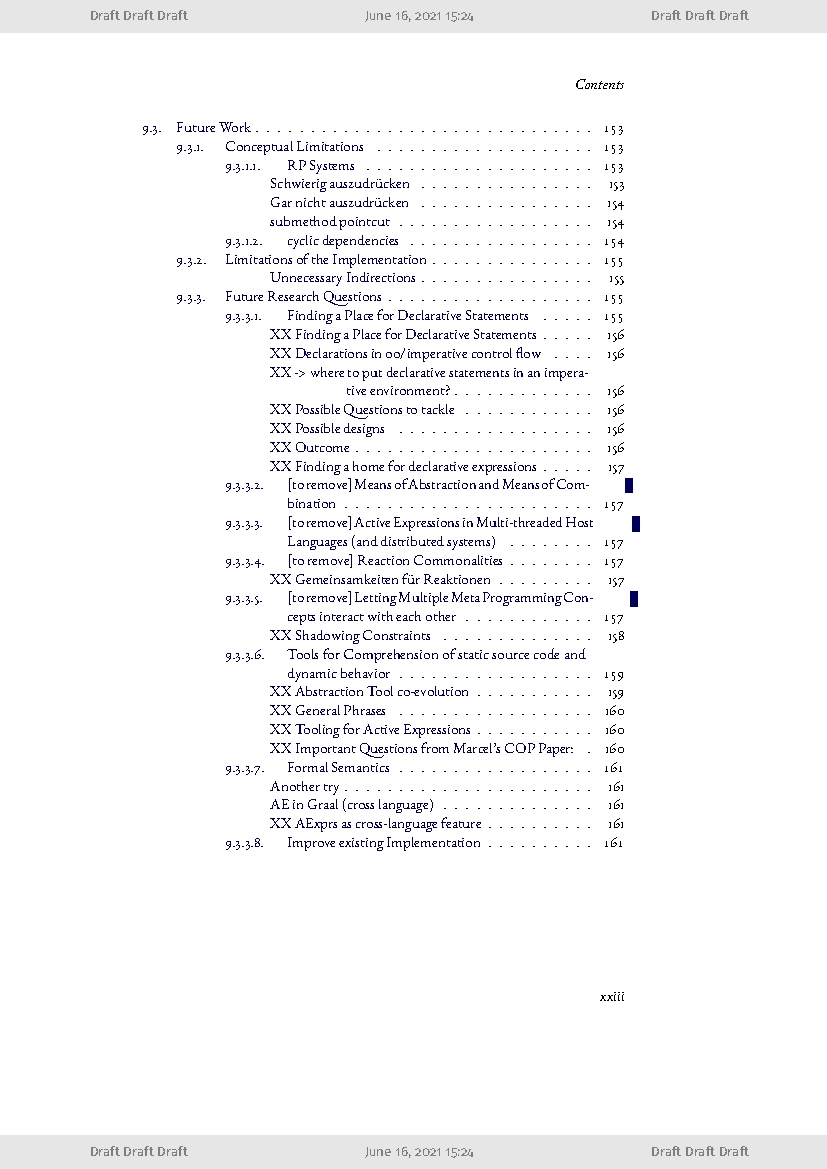 Draft Draft Draft June 16, 2021 15:24 Draft Draft Draft
Contents
9.3. Future Work . . . . . . . . . . . . . . . . . . . . . . . . . . . . . . . 153
9.3.1. Conceptual Limitations . . . . . . . . . . . . . . . . . . . . 153
9.3.1.1. RP Systems . . . . . . . . . . . . . . . . . . . . . 153
Schwierig auszudrücken . . . . . . . . . . . . . . . . 153
Gar nicht auszudrücken . . . . . . . . . . . . . . . . 154
submethod pointcut . . . . . . . . . . . . . . . . . . 154
9.3.1.2. cyclic dependencies . . . . . . . . . . . . . . . . . 154
9.3.2. Limitations of the Implementation . . . . . . . . . . . . . . . 155
Unnecessary Indirections . . . . . . . . . . . . . . . . 155
9.3.3. Future Research Questions . . . . . . . . . . . . . . . . . . . 155
9.3.3.1. Finding a Place for Declarative Statements . . . . . 155
XX Finding a Place for Declarative Statements . . . . . 156
XX Declarations in oo/imperative control flow . . . . 156
XX -> where to put declarative statements in an impera-
tive environment? . . . . . . . . . . . . . 156
XX Possible Questions to tackle . . . . . . . . . . . . 156
XX Possible designs . . . . . . . . . . . . . . . . . . 156
XX Outcome . . . . . . . . . . . . . . . . . . . . . . 156
XX Finding a home for declarative expressions . . . . . 157
9.3.3.2. [to remove] Means of Abstraction and Means of Com-
bination . . . . . . . . . . . . . . . . . . . . . . . 157
9.3.3.3. [to remove] Active Expressions in Multi-threaded Host
Languages (and distributed systems) . . . . . . . . 157
9.3.3.4. [to remove] Reaction Commonalities . . . . . . . . 157
XX Gemeinsamkeiten für Reaktionen . . . . . . . . . 157
9.3.3.5. [to remove] Letting Multiple Meta Programming Con-
cepts interact with each other . . . . . . . . . . . . 157
XX Shadowing Constraints . . . . . . . . . . . . . . 158
9.3.3.6. Tools for Comprehension of static source code and
dynamic behavior . . . . . . . . . . . . . . . . . . 159
XX Abstraction Tool co-evolution . . . . . . . . . . . 159
XX General Phrases . . . . . . . . . . . . . . . . . . 160
XX Tooling for Active Expressions . . . . . . . . . . . 160
XX Important Questions from Marcel's COP Paper: . 160
9.3.3.7. Formal Semantics . . . . . . . . . . . . . . . . . . 161
Another try . . . . . . . . . . . . . . . . . . . . . . . 161
AE in Graal (cross language) . . . . . . . . . . . . . . 161
XX AExprs as cross-language feature . . . . . . . . . . 161
9.3.3.8. Improve existing Implementation . . . . . . . . . . 161
xxiii
Draft Draft Draft June 16, 2021 15:24 Draft Draft Draft